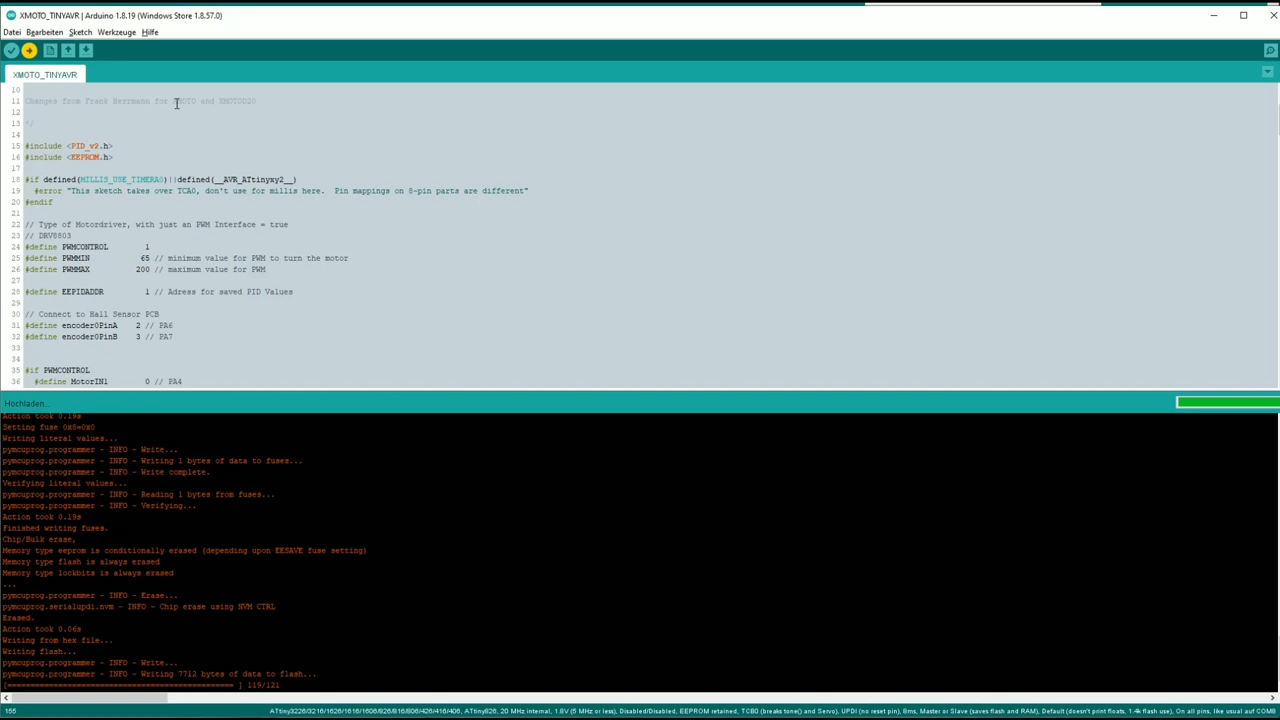 XMOTO_TINYAVR | Arduino 1.8.19 (Windows Store 1.8.57.0)
Datei Bearbeiten Sketch Werkzeuge Hilfe
XMOTO_TINYAVR
10
11 Changes from Frank Herrmann for XMOTO and XMOTO020
12
13 */
14
15 #include <PID_v2.h>
16 #include <EEPROM.h>
17
18 #if defined(MILLIS_USE_TIMERA0)||defined(__AVR_ATtinyxy2__)
19 #error "This sketch takes over TCA0, don't use for millis here.  Pin mappings on 8-pin parts are different"
20 #endif
21
22 // Type of Motordriver, with just an PWM Interface = true
23 // DRV8803
24 #define PWMCONTROL 1
25 #define PWMMIN 65 // minimum value for PWM to turn the motor
26 #define PWMMAX 200 // maximum value for PWM
27
28 #define EEPIDADDR 1 // Adress for saved PID Values
29
30 // Connect to Hall Sensor PCB
31 #define encoder0PinA 2 // PA6
32 #define encoder0PinB 3 // PA7
33
34
35 #if PWMCONTROL
36 #define MotorIN1 0 // PA4
Hochladen...
Action took 0.19s
Setting fuse 0x8=0x0
Writing literal values...
pymcuprog.programmer - INFO - Write...
pymcuprog.programmer - INFO - Writing 1 bytes of data to fuses...
pymcuprog.programmer - INFO - Write complete.
Verifying literal values...
pymcuprog.programmer - INFO - Reading 1 bytes from fuses...
pymcuprog.programmer - INFO - Verifying...
Action took 0.19s
Finished writing fuses.
Chip/Bulk erase,
Memory type eeprom is conditionally erased (depending upon EESAVE fuse setting)
Memory type flash is always erased
Memory type lockbits is always erased
...
pymcuprog.programmer - INFO - Erase...
pymcuprog.serialupdi.nvm - INFO - Chip erase using NVM CTRL
Erased.
Action took 0.06s
Writing from hex file...
Writing flash...
pymcuprog.programmer - INFO - Write...
pymcuprog.programmer - INFO - Writing 7712 bytes of data to flash...
[================================================= ] 119/121
155 ATtiny3226/3216/1626/1616/1606/826/816/806/426/416/406, ATtiny826, 20 MHz internal, 1.8V (5 MHz or less), Disabled/Disabled, EEPROM retained, TCB0 (breaks tone() and Servo), UPDI (no reset pin), 8ms, Master or Slave (saves flash and RAM), Default (doesn't print floats, 1.4k flash use), On all pins, like usual auf COM8